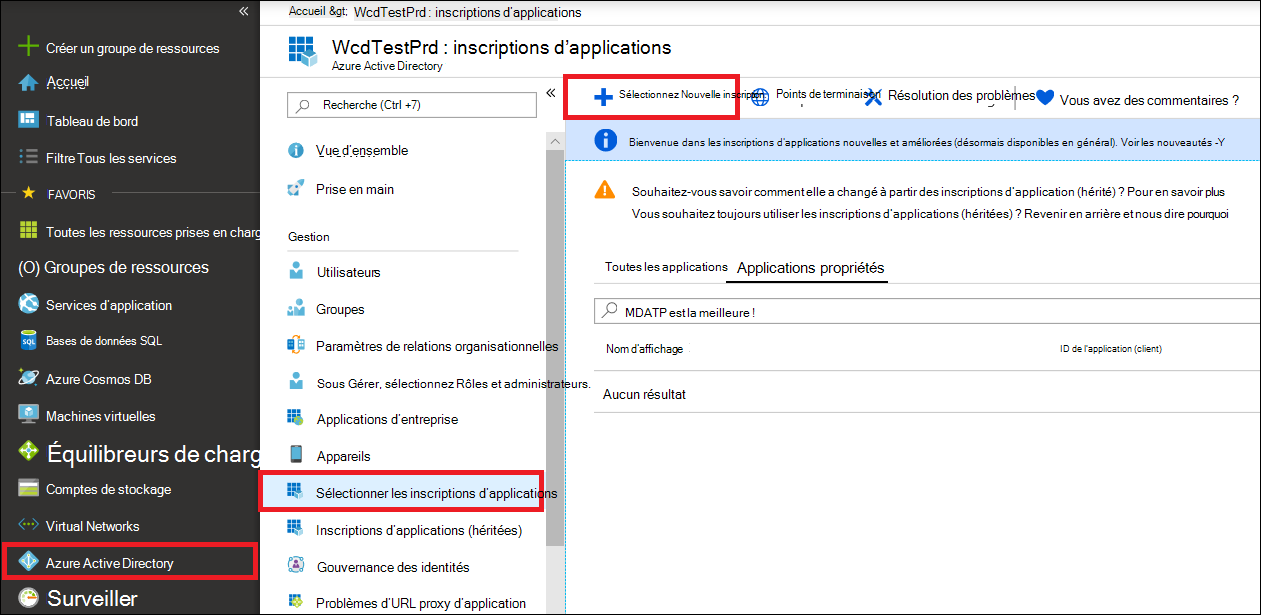 «
Créer un groupe de ressources
Accueil
Tableau de bord
Filtre Tous les services
FAVORIS
Toutes les ressources prises en charg
(O) Groupes de ressources
Services d'application
SQL
Bases de données SQL
Azure Cosmos DB
Machines virtuelles
Équilibreurs de charg
Comptes de stockage
Virtual Networks
Azure Active Directory
Surveiller
Accueil &gt; WcdTestPrd : inscriptions d'applications
WcdTestPrd : inscriptions d'applications
Azure Active Directory
Recherche (Ctrl +7)
«
Vue d'ensemble
Prise en main
Gestion
Utilisateurs
Groupes
Paramètres de relations organisationnelles
Sous Gérer, sélectionnez Rôles et administrateurs.
Applications d'entreprise
Appareils
Sélectionner les inscriptions d'applications
Inscriptions d'applications (héritées)
Gouvernance des identités
Problèmes d'URL proxy d'application
Sélectionnez Nouvelle inscription
Points de terminaison
Résolution des problèmes
Vous avez des commentaires ?
Bienvenue dans les inscriptions d'applications nouvelles et améliorées (désormais disponibles en général). Voir les nouveautés -Y
Souhaitez-vous savoir comment elle a changé à partir des inscriptions d'application (hérité) ? Pour en savoir plus
Vous souhaitez toujours utiliser les inscriptions d'applications (héritées) ? Revenir en arrière et nous dire pourquoi
Toutes les applications Applications propriétés
MDATP est la meilleure !
Nom d'affichage ID de l'application (client)
Aucun résultat